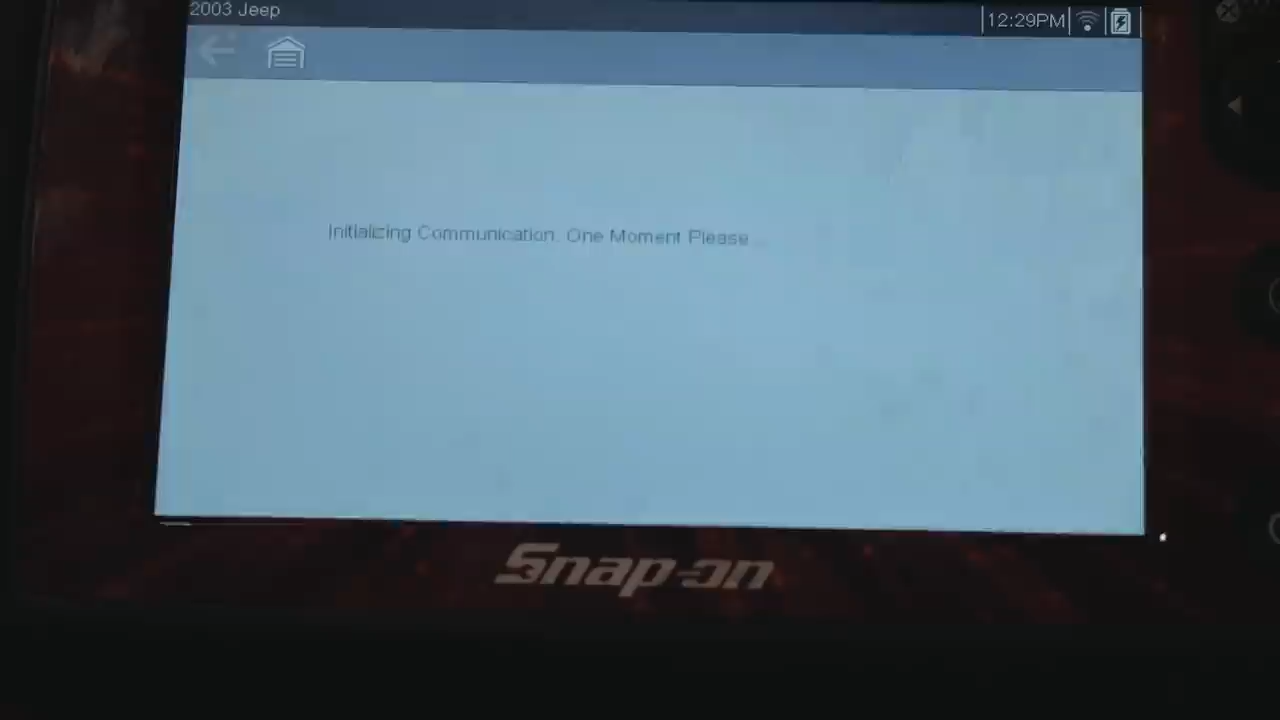 2003 Jeep
12:29PM
Initializing Communication. One Moment Please...
Snap-on